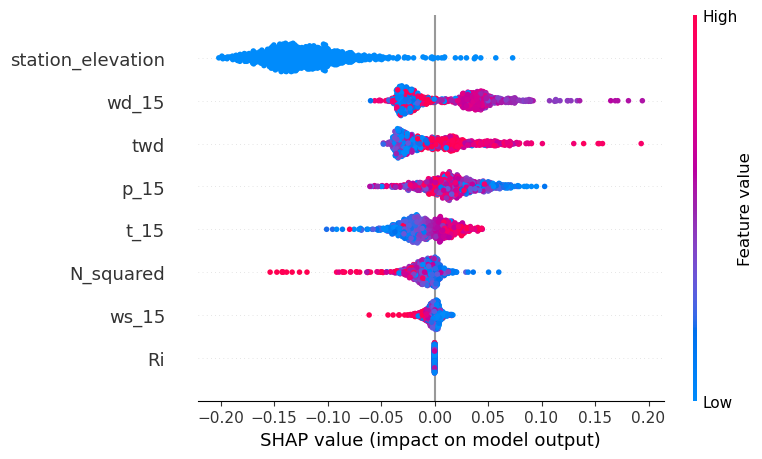 High
station_elevation
wd_15
twd
p_15
t_15
N_squared
ws_15
Ri
Feature value
Low
−0.20 −0.15 −0.10 −0.05 0.00 0.05 0.10 0.15 0.20
SHAP value (impact on model output)